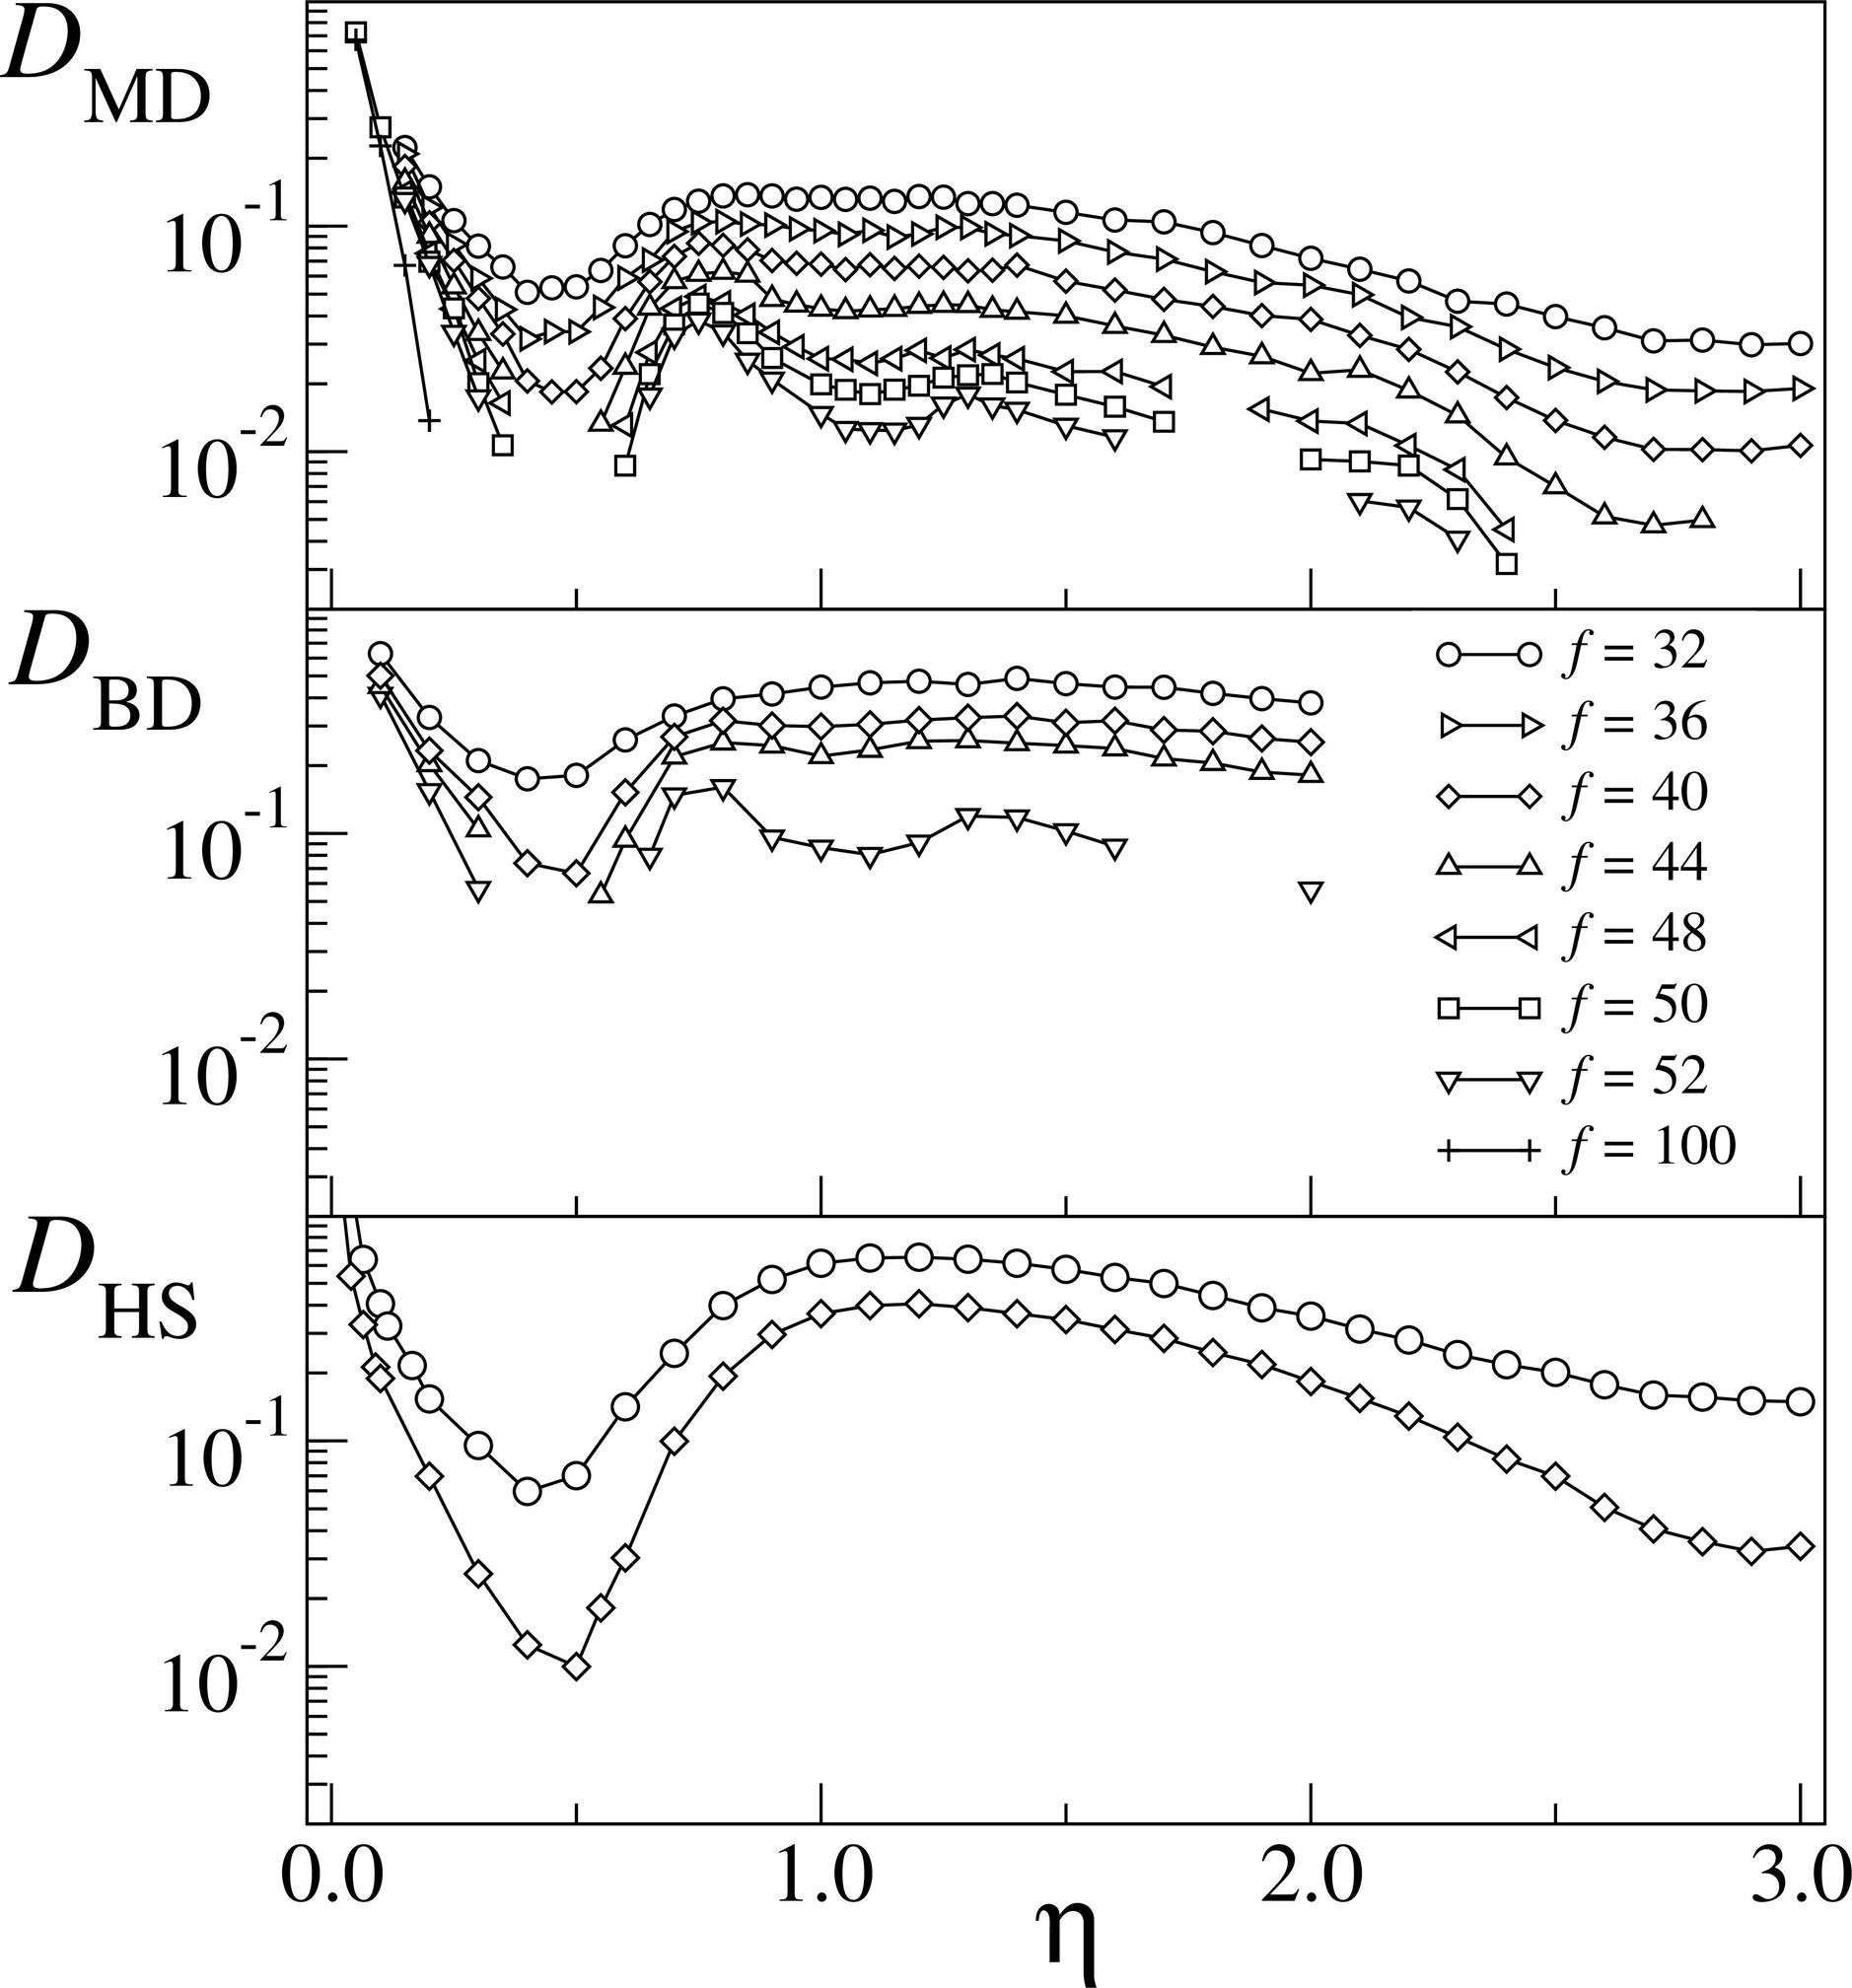 D_MD
10^-1
10^-2
D_BD
f = 32
f = 36
f = 40
10^-1
f = 44
f = 48
f = 50
10^-2
f = 52
f = 100
D_HS
10^-1
10^-2
0.0 1.0 2.0 3.0
η